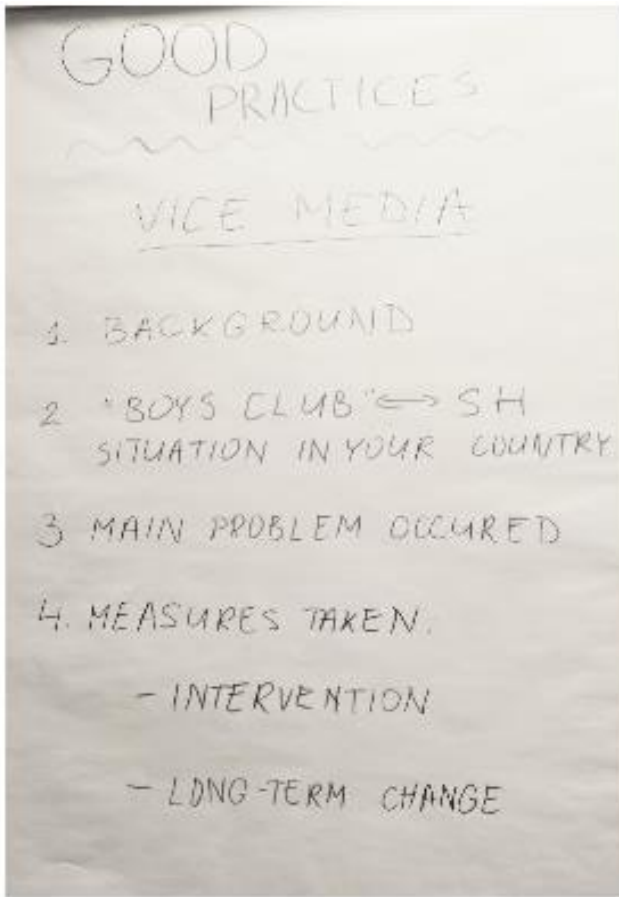 GOOD
PRACTICES
VICE MEDIA
1 BACKGROUND
2 "BOYS CLUB" ↔ SH
SITUATION IN YOUR COUNTRY
3 MAIN PROBLEM OCCURED
4. MEASURES TAKEN.
- INTERVENTION
- LONG-TERM CHANGE